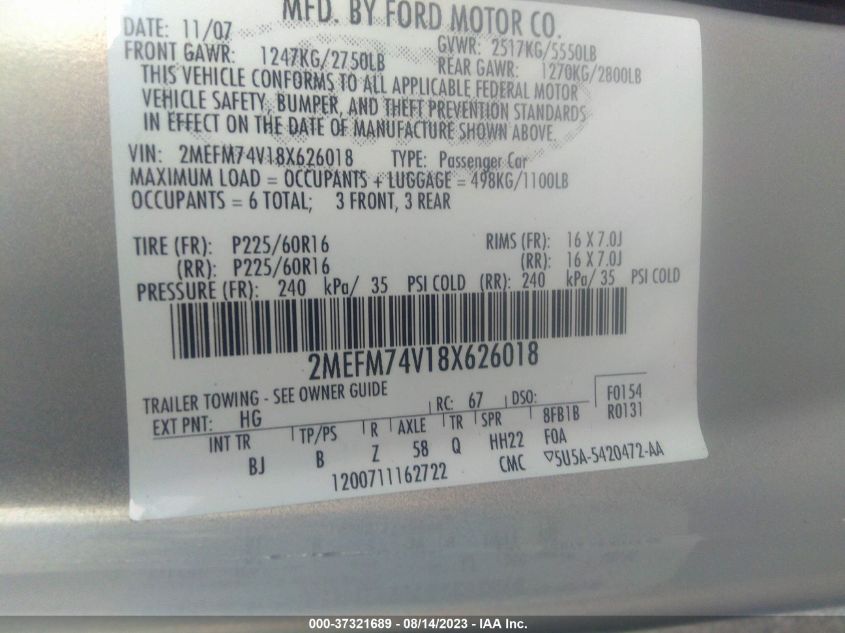 MFD. BY FORD MOTOR CO.
DATE: 11/07 GVWR: 2517KG/5550LB
FRONT GAWR: 1247KG/2750LB REAR GAWR: 1270KG/2800LB
THIS VEHICLE CONFORMS TO ALL APPLICABLE FEDERAL MOTOR
VEHICLE SAFETY, BUMPER, AND THEFT PREVENTION STANDARDS
IN EFFECT ON THE DATE OF MANUFACTURE SHOWN ABOVE.
VIN: 2MEFM74V18X626018 TYPE: Passenger Car
MAXIMUM LOAD = OCCUPANTS + LUGGAGE = 498KG/1100LB
OCCUPANTS = 6 TOTAL; 3 FRONT, 3 REAR
TIRE (FR): P225/60R16 RIMS (FR): 16 X 7.0J
(RR): P225/60R16 (RR): 16 X 7.0J
PRESSURE (FR): 240 kPa/ 35 PSI COLD (RR): 240 kPa/ 35 PSI COLD
2MEFM74V18X626018
TRAILER TOWING - SEE OWNER GUIDE RC: 67 DSO: F0154
EXT PNT: HG 8FB1B R0131
INT TR TP/PS R AXLE TR SPR F0A
BJ B Z 58 Q HH22
1200711162722 CMC ▽5U5A-5420472-AA
000-37321689 - 08/14/2023 - IAA Inc.